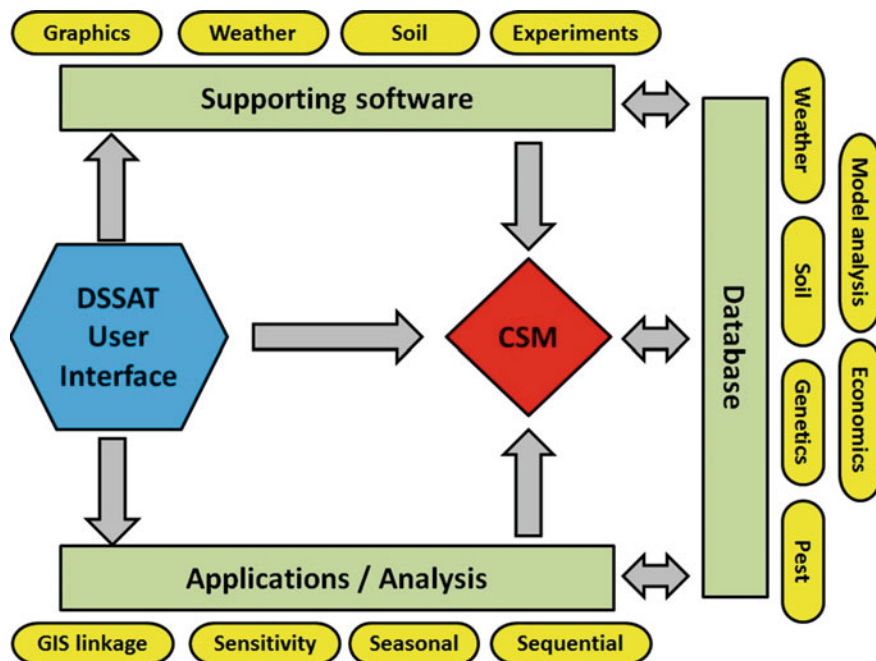 Graphics
Weather
Soil
Experiments
Supporting software
DSSAT
User
Interface
CSM
Database
Weather
Soil
Genetics
Pest
Model analysis
Economics
Applications / Analysis
GIS linkage
Sensitivity
Seasonal
Sequential